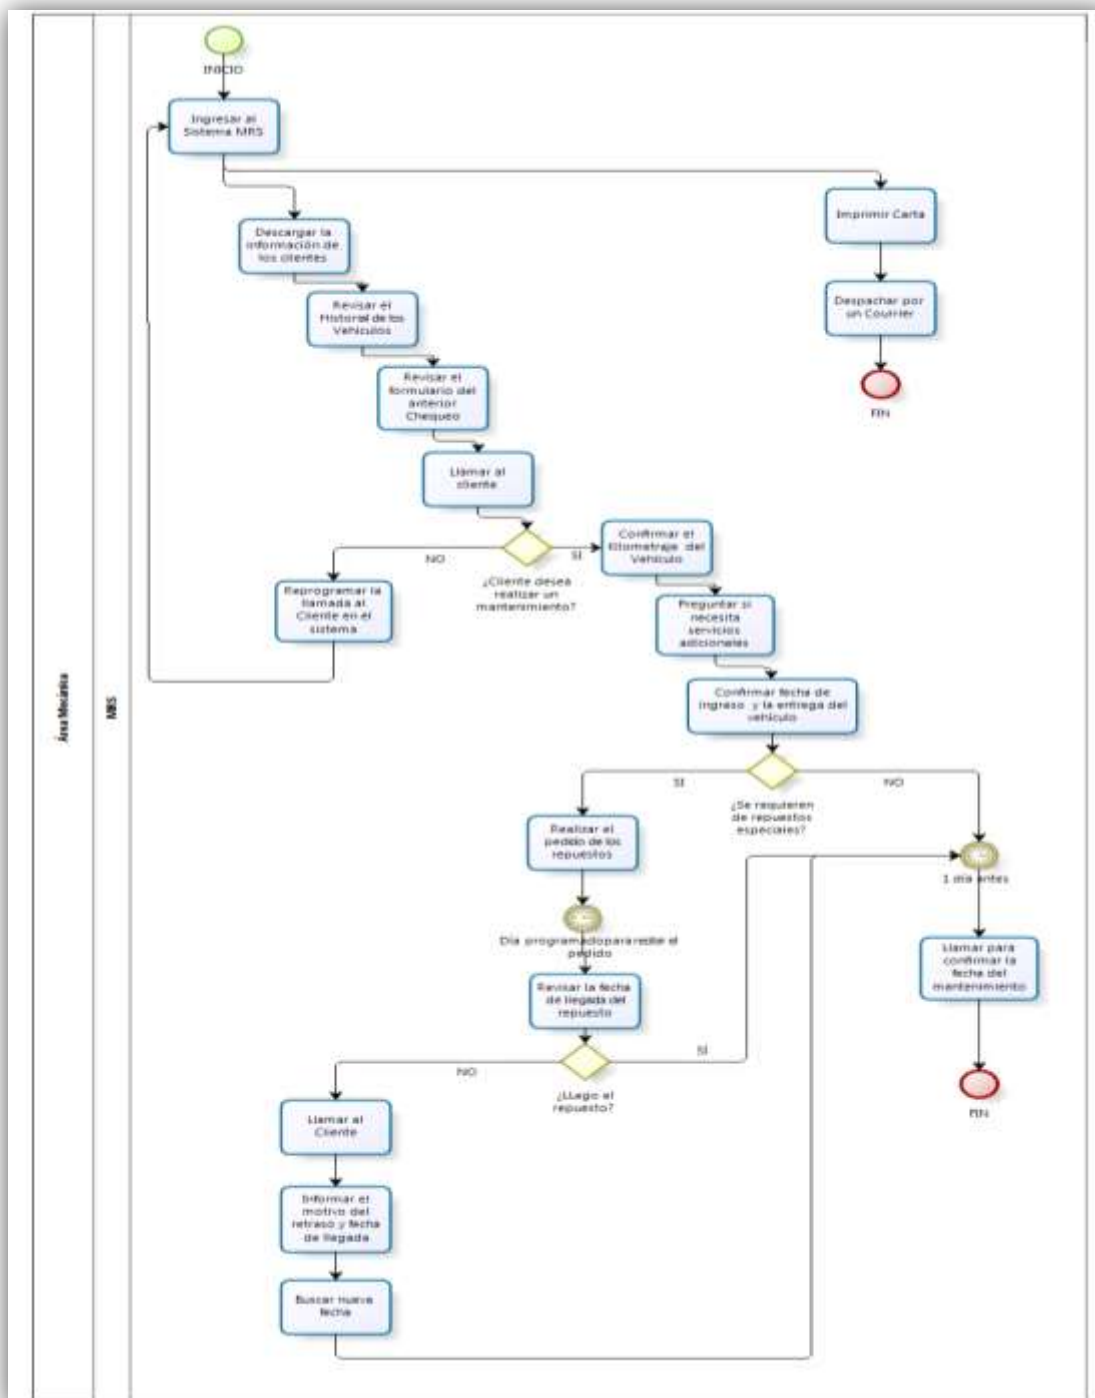 INICIO
Ingresar al
Sistema MRS
Imprimir Carta
Descargar la
información de
los clientes
Despachar por
un Courrier
Revisar el
Historial de los
Vehículos
Revisar el
formulario del
anterior
Chequeo
FIN
Llamar al
cliente
Confirmar el
Kilometraje del
Vehículo
NO
SI
¿Cliente desea
realizar un
mantenimiento?
Reprogramar la
llamada al
Cliente en el
sistema
Preguntar si
necesita
servicios
adicionales
Confirmar fecha de
ingreso y la entrega del
vehículo
Área Mecánica
MRS
SI
NO
¿Se requieren
de repuestos
especiales?
Realizar el
pedido de los
repuestos
1 día antes
Día programado para
pedido
Llamar para
confirmar la
fecha del
mantenimiento
Revisar la fecha
de llegada del
repuesto
SI
NO
¿LLego el
repuesto?
FIN
Llamar al
Cliente
Informar el
motivo del
retraso y fecha
de llegada
Buscar nueva
fecha